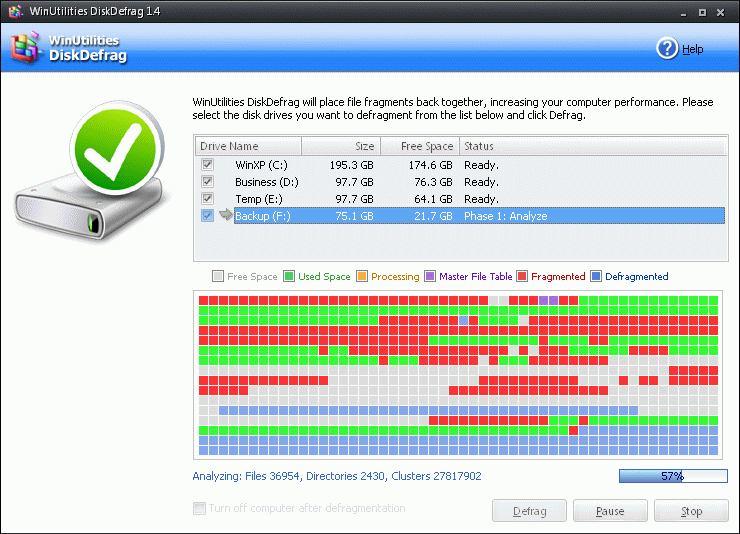 WinUtilities DiskDefrag 1.4
WinUtilities
DiskDefrag
Help
WinUtilities DiskDefrag will place file fragments back together, increasing your computer performance. Please
select the disk drives you want to defragment from the list below and click Defrag.
Drive Name Size Free Space Status
WinXP (C:) 195.3 GB 174.6 GB Ready.
Business (D:) 97.7 GB 76.3 GB Ready.
Temp (E:) 97.7 GB 64.1 GB Ready.
Backup (F:) 75.1 GB 21.7 GB Phase 1: Analyze
Free Space Used Space Processing Master File Table Fragmented Defragmented
Analyzing: Files 36954, Directories 2430, Clusters 27817902 57%
Turn off computer after defragmentation Defrag Pause Stop